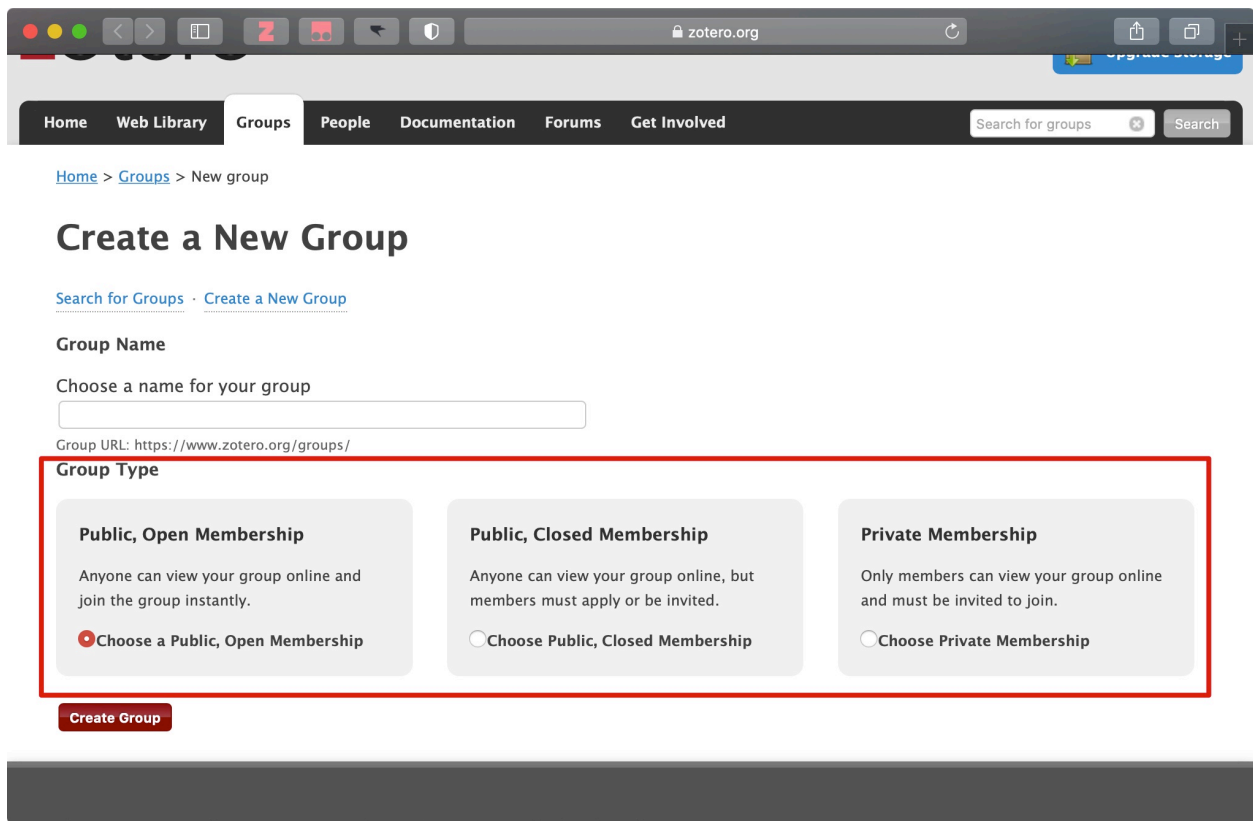 zotero.org
Upgrade Storage
Home Web Library Groups People Documentation Forums Get Involved Search for groups Search
Home > Groups > New group
Create a New Group
Search for Groups · Create a New Group
Group Name
Choose a name for your group
Group URL: https://www.zotero.org/groups/
Group Type
Public, Open Membership
Anyone can view your group online and
join the group instantly.
Choose a Public, Open Membership
Public, Closed Membership
Anyone can view your group online, but
members must apply or be invited.
Choose Public, Closed Membership
Private Membership
Only members can view your group online
and must be invited to join.
Choose Private Membership
Create Group